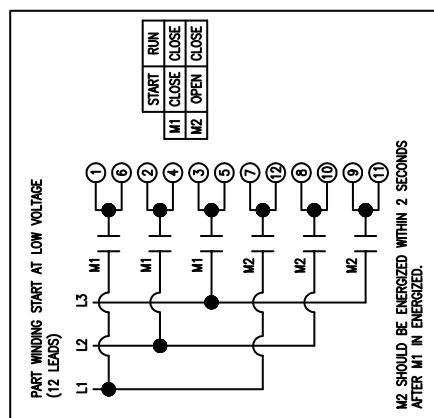 PART WINDING START AT LOW VOLTAGE
(12 LEADS)
START RUN
M1 CLOSE CLOSE
M2 OPEN CLOSE
L1 L2 L3
M1 M1 M1 M2 M2 M2
1 6 2 4 3 5 7 12 8 10 9 11
M2 SHOULD BE ENERGIZED WITHIN 2 SECONDS
AFTER M1 IN ENERGIZED.